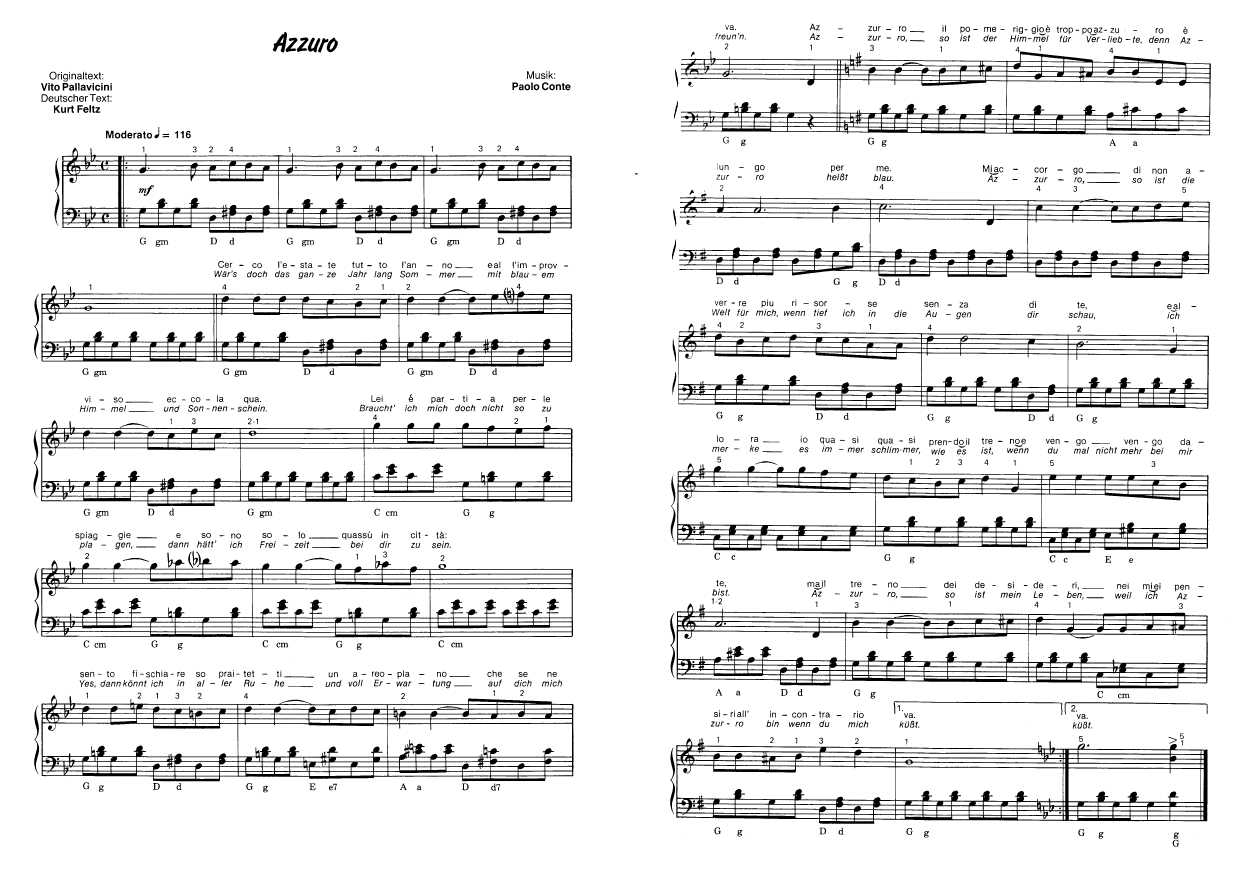 Azzuro
Originaltext:
Vito Pallavicini
Deutscher Text:
Kurt Feltz
Musik:
Paolo Conte
Moderato ♩ = 116
1 3 2 4 1 3 2 4 1 3 2 4
mf
G gm D d G gm D d G gm D d
Cer – co l'e – sta – te tut – to l'an – no ___ e al l'im – prov –
Wär's doch das gan – ze Jahr lang Som – mer ___ mit blau – em
1 4 2 1 2
G gm G gm D d G gm D d
vi – so ___ ec – co – la qua. Lei é par – ti – a per – le
Him – mel ___ und Son – nen – schein. Braucht' ich mich doch nicht so zu
1 3 2-1 4
G gm D d G gm C cm G g
spiag – gie ___ e so – no so – lo ___ quassù in cit – tà:
pla – gen, ___ dann hätt' ich Frei – zeit ___ bei dir zu sein.
2 1 3 2
C cm G g C cm G g C cm
sen – to fi – schia – re so prai – tet – ti ___ un a – reo – pla – no ___ che se ne
Yes, dann könnt ich in al – ler Ru – he ___ und voll Er – war – tung ___ auf dich mich
1 2 1 3 2 1 4 2 1 2
G g D d G g E e7 A a D d7
va. Az – zur – ro ___ il po – me – rig – gio è trop – po az – zu – ro è
freun'n. Az – zur – ro, ___ so ist der Him – mel für Ver – lieb – te, denn Az –
2 1 3 1 4 1 4
G g G g A a
lun – go per me. Mi ac – cor – go ___ di non a –
zur – ro heißt blau. Az – zur – ro, ___ so ist die
2 4 4 3 5
D d G g D d
ve – re piu ri – sor – se sen – za di te, e al –
Welt für mich, wenn tief ich in die Au – gen dir schau, ich
4 2 3 1 4 2 1
G g D d G g D d G g
lo – ra ___ io qua – si qua – si pren – do il tre – no e ven – go ___ ven – go da –
mer – ke ___ es im – mer schlim – mer, wie es ist, wenn du mal nicht mehr bei mir
5 1 2 4 1 5 3 2
C c G g C c E e
te, ma il tre – no ___ dei de – si – de – ri, ___ nei miei pen –
bist. Az – zur – ro, ___ so ist mein Le – ben, ___ weil ich Az –
1-2 1 3 1 4 1 3
A a D d G g C cm
si – ri all' in – con – tra – rio va. va.
zur – ro bin wenn du mich küßt. küßt.
1. 2.
1 2 1 3 2 1 5 5 1
G g D d G g G g g
G